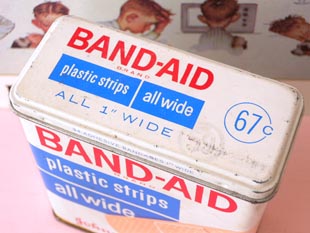 BAND-AID
BRAND
plastic strips all wide
ALL 1" WIDE
67¢
BAND-AID
plastic strips
all wide